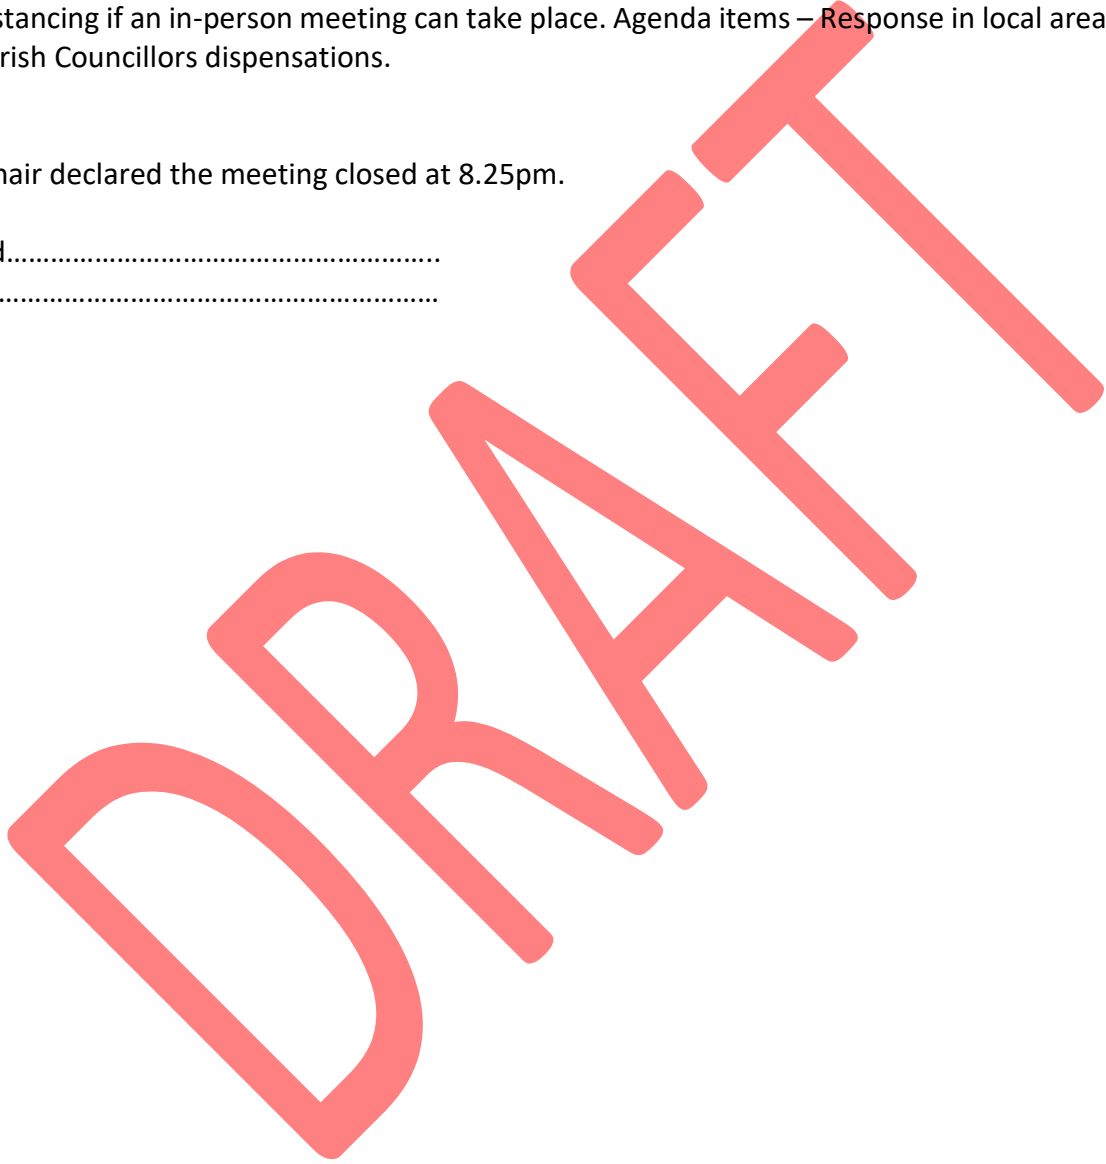 stancing if an in-person meeting can take place. Agenda items – Response in local area
rish Councillors dispensations.
hair declared the meeting closed at 8.25pm.
d…………………………………………………..
……………………………………………………
DRAFT